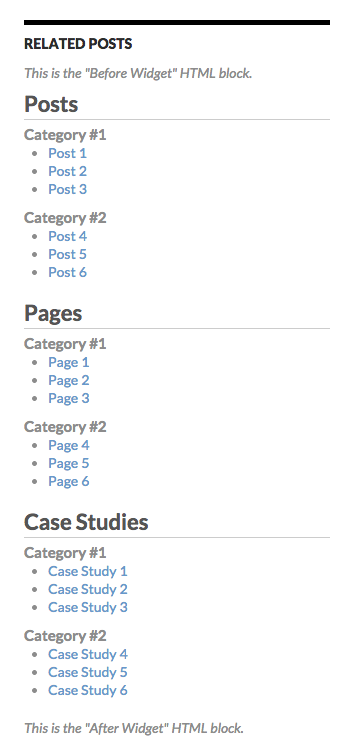 RELATED POSTS
This is the "Before Widget" HTML block.
Posts
Category #1
Post 1
Post 2
Post 3
Category #2
Post 4
Post 5
Post 6
Pages
Category #1
Page 1
Page 2
Page 3
Category #2
Page 4
Page 5
Page 6
Case Studies
Category #1
Case Study 1
Case Study 2
Case Study 3
Category #2
Case Study 4
Case Study 5
Case Study 6
This is the "After Widget" HTML block.